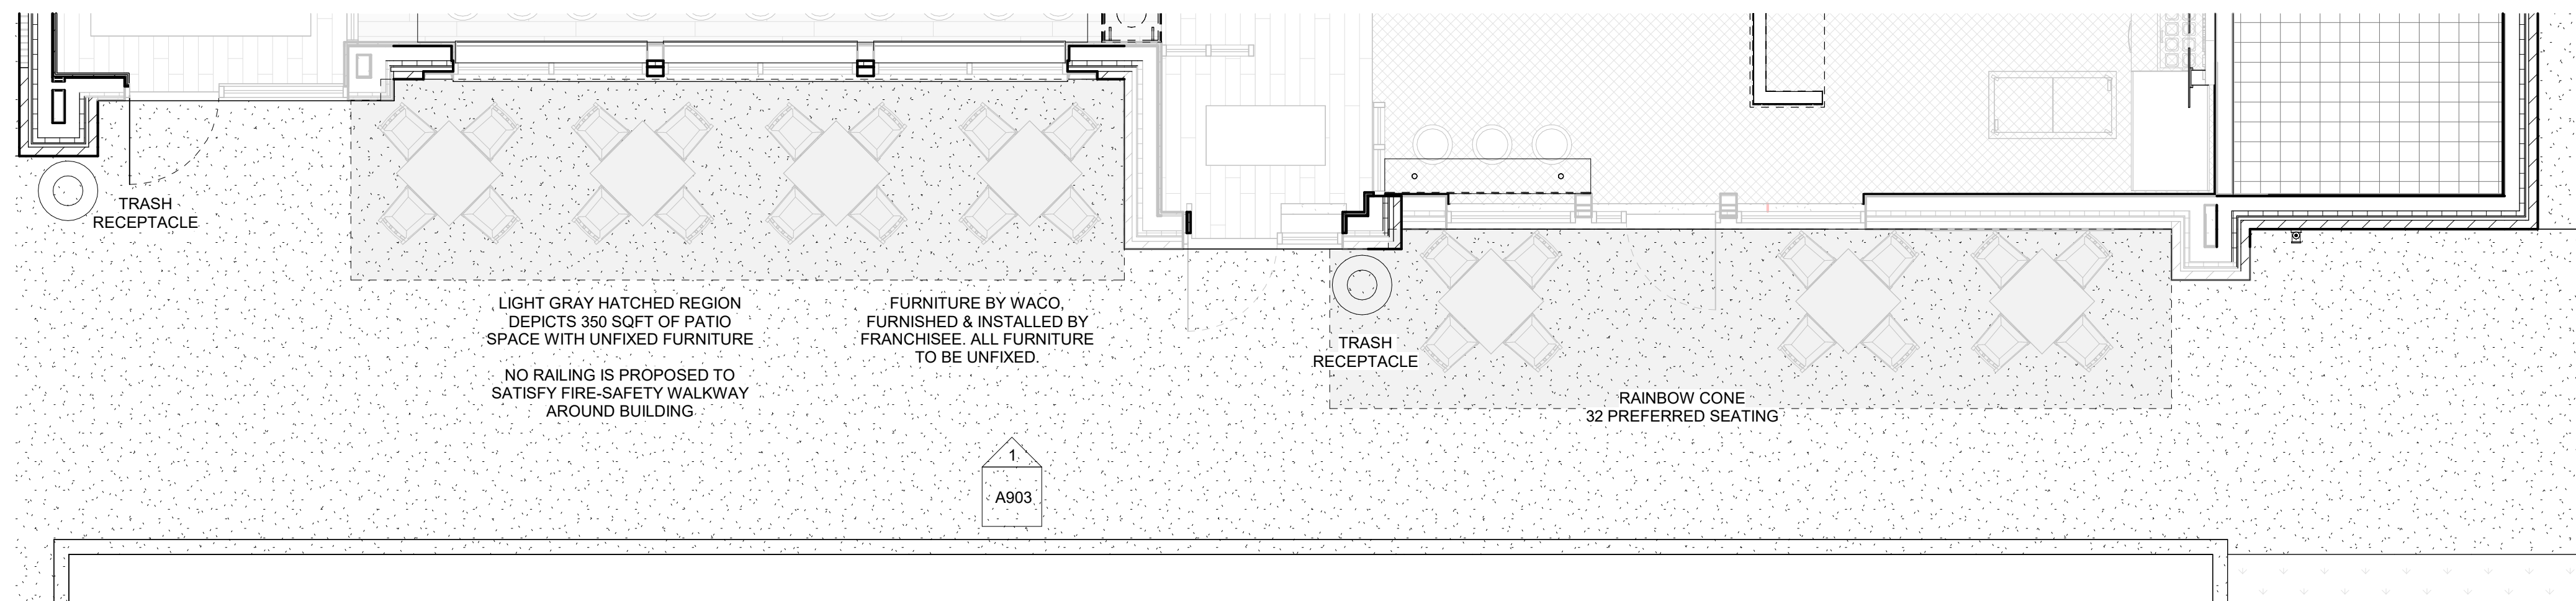 TRASH
RECEPTACLE
LIGHT GRAY HATCHED REGION
DEPICTS 350 SQFT OF PATIO
SPACE WITH UNFIXED FURNITURE
NO RAILING IS PROPOSED TO
SATISFY FIRE-SAFETY WALKWAY
AROUND BUILDING
FURNITURE BY WACO,
FURNISHED & INSTALLED BY
FRANCHISEE. ALL FURNITURE
TO BE UNFIXED.
TRASH
RECEPTACLE
RAINBOW CONE
32 PREFERRED SEATING
1
A903